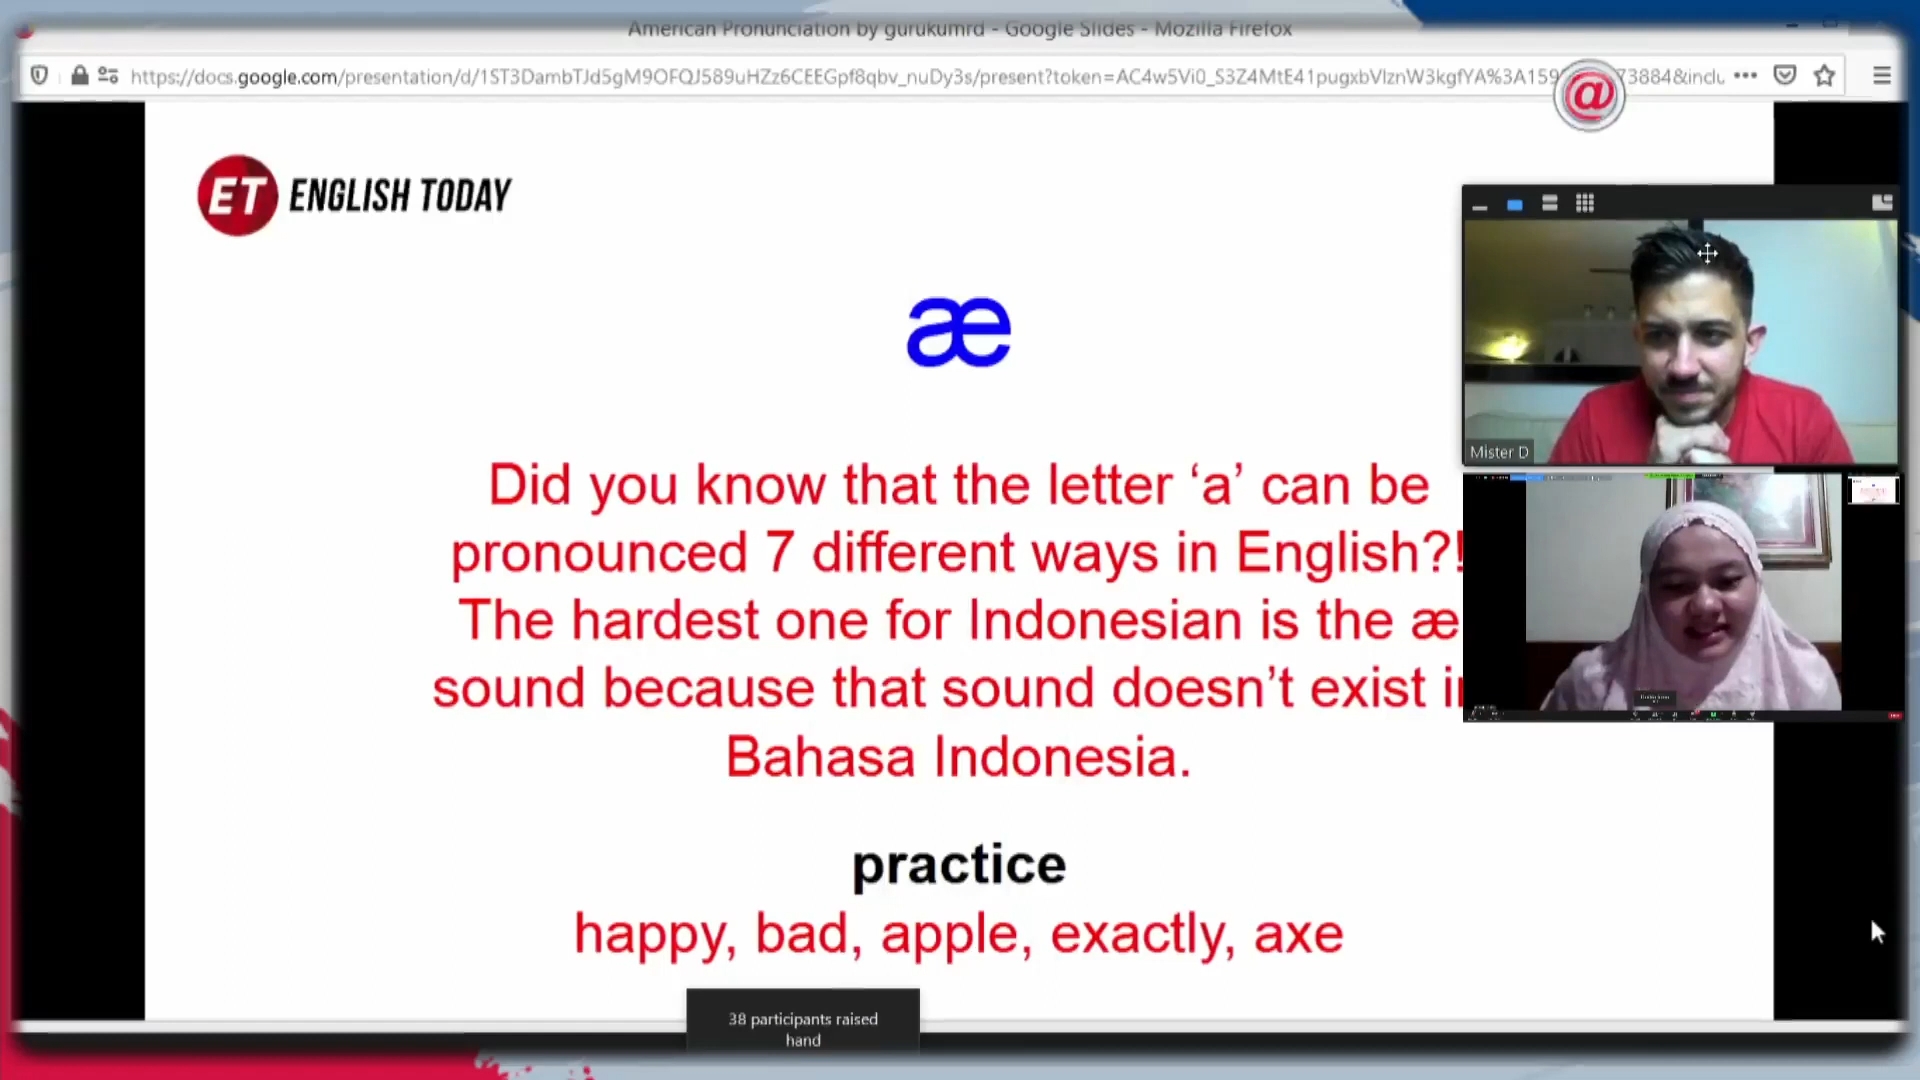 American Pronunciation by gurukumrd - Google Slides - Mozilla Firefox
https://docs.google.com/presentation/d/1ST3DambTJd5gM9OFQJ589uHZz6CEEGpf8qbv_nuDy3s/present?token=AC4w5Vi0_S3Z4MtE41pugxbVlznW3kgfYA%3A159 73884&inclu
@
ET ENGLISH TODAY
æ
Did you know that the letter ‘a’ can be
pronounced 7 different ways in English?!
The hardest one for Indonesian is the æ
sound because that sound doesn’t exist in
Bahasa Indonesia.
practice
happy, bad, apple, exactly, axe
Mister D
38 participants raised
hand